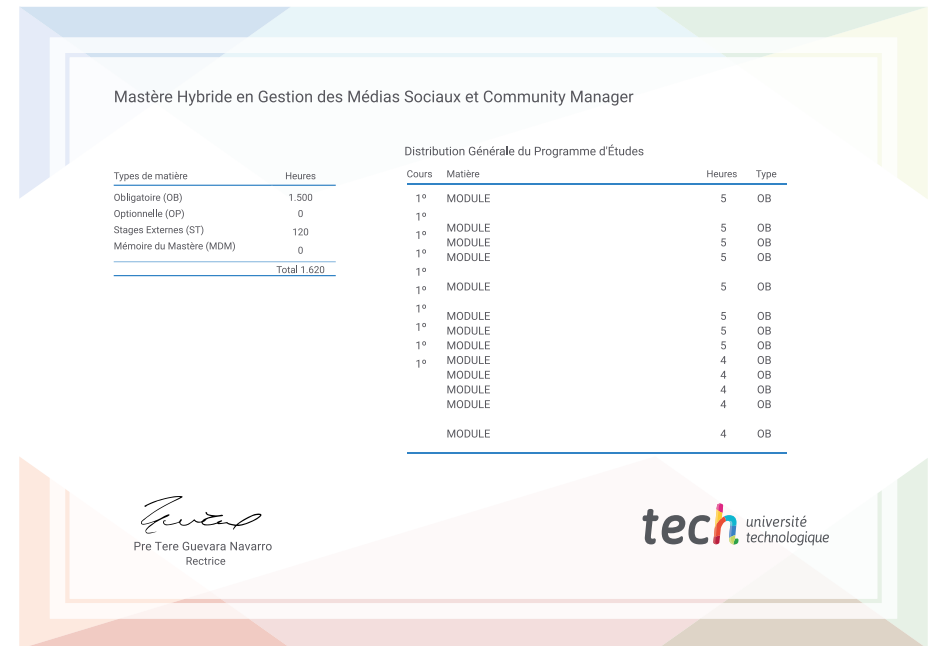 Mastère Hybride en Gestion des Médias Sociaux et Community Manager
Types de matière Heures
Obligatoire (OB) 1.500
Optionnelle (OP) 0
Stages Externes (ST) 120
Mémoire du Mastère (MDM) 0
Total 1.620
Distribution Générale du Programme d'Études
Cours Matière Heures Type
1º MODULE 5 OB
1º
1º MODULE 5 OB
MODULE 5 OB
1º MODULE 5 OB
1º
1º MODULE 5 OB
1º
MODULE 5 OB
1º MODULE 5 OB
1º MODULE 5 OB
1º MODULE 4 OB
MODULE 4 OB
MODULE 4 OB
MODULE 4 OB
MODULE 4 OB
Pre Tere Guevara Navarro
Rectrice
tech université
technologique